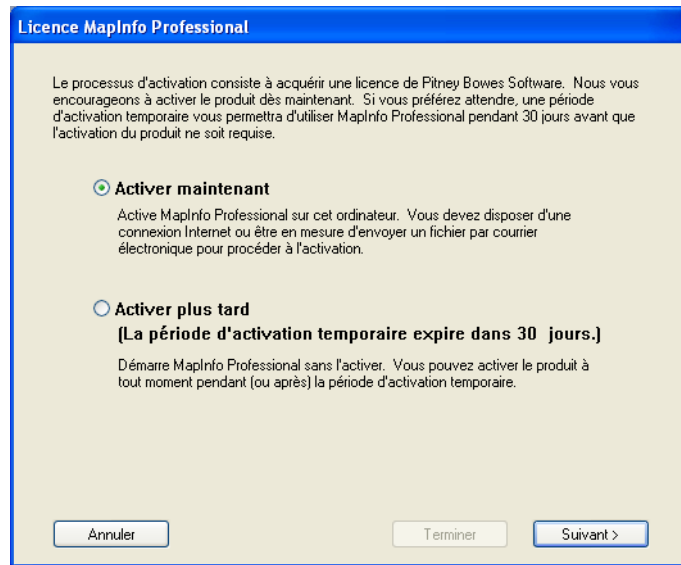 Licence MapInfo Professional
Le processus d'activation consiste à acquérir une licence de Pitney Bowes Software. Nous vous
encourageons à activer le produit dès maintenant. Si vous préférez attendre, une période
d'activation temporaire vous permettra d'utiliser MapInfo Professional pendant 30 jours avant que
l'activation du produit ne soit requise.
Activer maintenant
Active MapInfo Professional sur cet ordinateur. Vous devez disposer d'une
connexion Internet ou être en mesure d'envoyer un fichier par courrier
électronique pour procéder à l'activation.
Activer plus tard
(La période d'activation temporaire expire dans 30 jours.)
Démarre MapInfo Professional sans l'activer. Vous pouvez activer le produit à
tout moment pendant (ou après) la période d'activation temporaire.
Annuler
Terminer
Suivant >